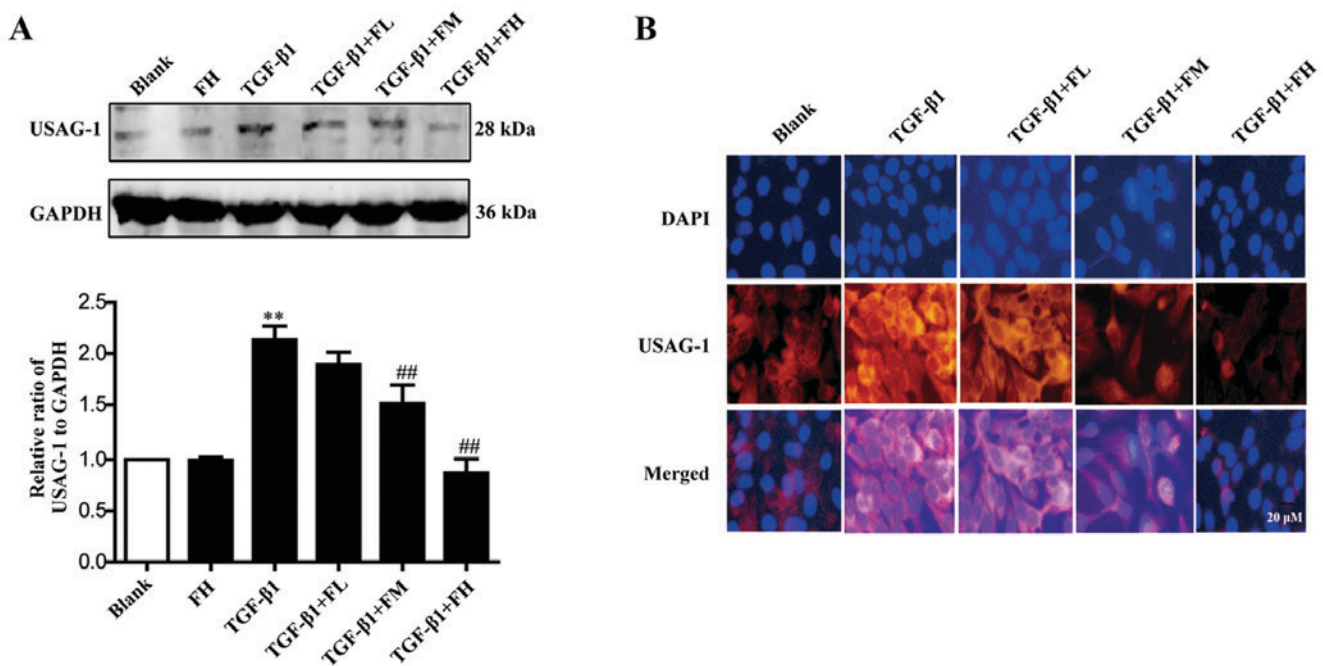 A
Blank
FH
TGF-β1
TGF-β1+FL
TGF-β1+FM
TGF-β1+FH
USAG-1
28 kDa
GAPDH
36 kDa
Relative ratio of
USAG-1 to GAPDH
2.5
2.0
1.5
1.0
0.5
0.0
**
##
##
Blank
FH
TGF-β1
TGF-β1+FL
TGF-β1+FM
TGF-β1+FH
B
Blank
TGF-β1
TGF-β1+FL
TGF-β1+FM
TGF-β1+FH
DAPI
USAG-1
Merged
20 μM